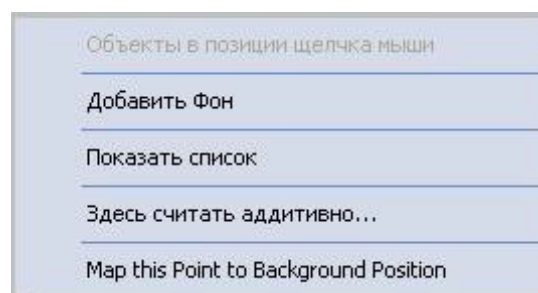 Объекты в позиции щелчка мыши
Добавить Фон
Показать список
Здесь считать аддитивно...
Map this Point to Background Position